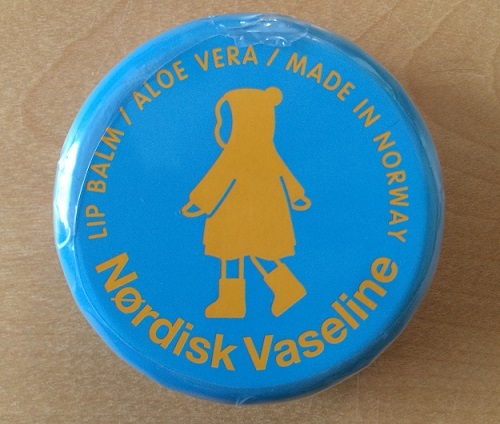 LIP BALM / ALOE VERA / MADE IN NORWAY
Nørdisk Vaseline